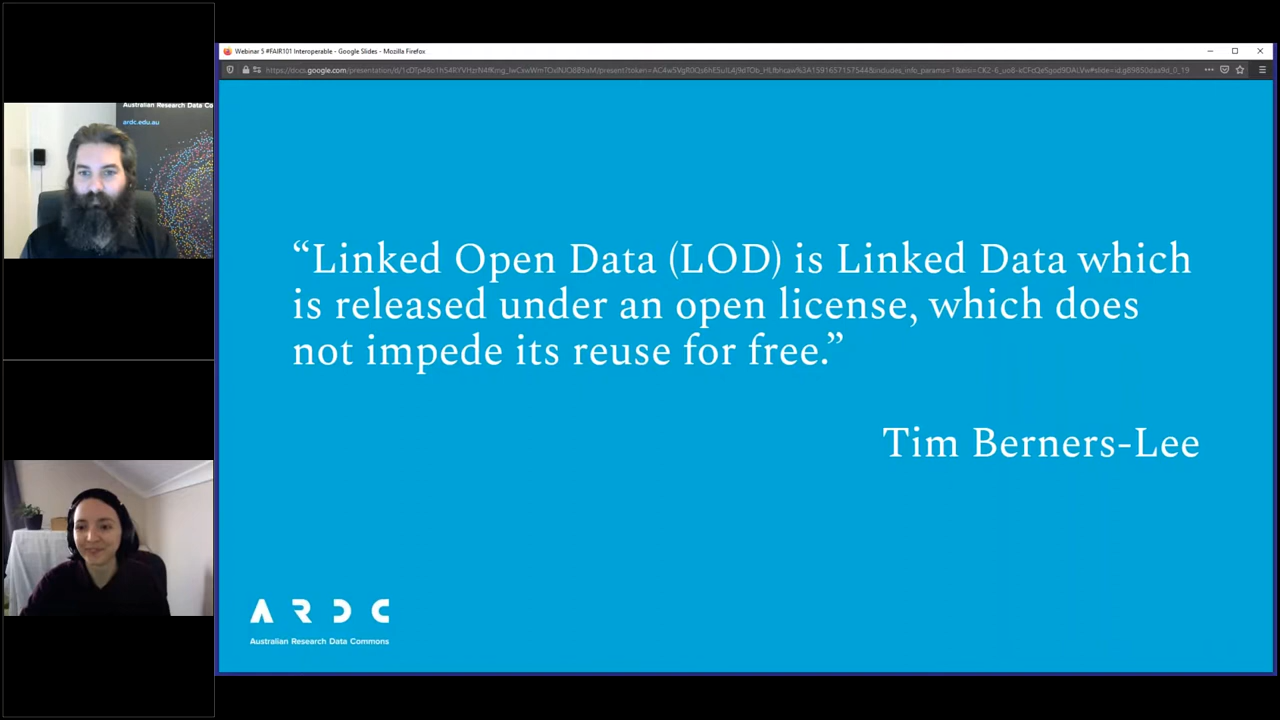 Webinar 5 #FAIR101 Interoperable - Google Slides - Mozilla Firefox
Australian Research Data Co
ardc.edu.au
“Linked Open Data (LOD) is Linked Data which
is released under an open license, which does
not impede its reuse for free.”
Tim Berners-Lee
ARDC
Australian Research Data Commons